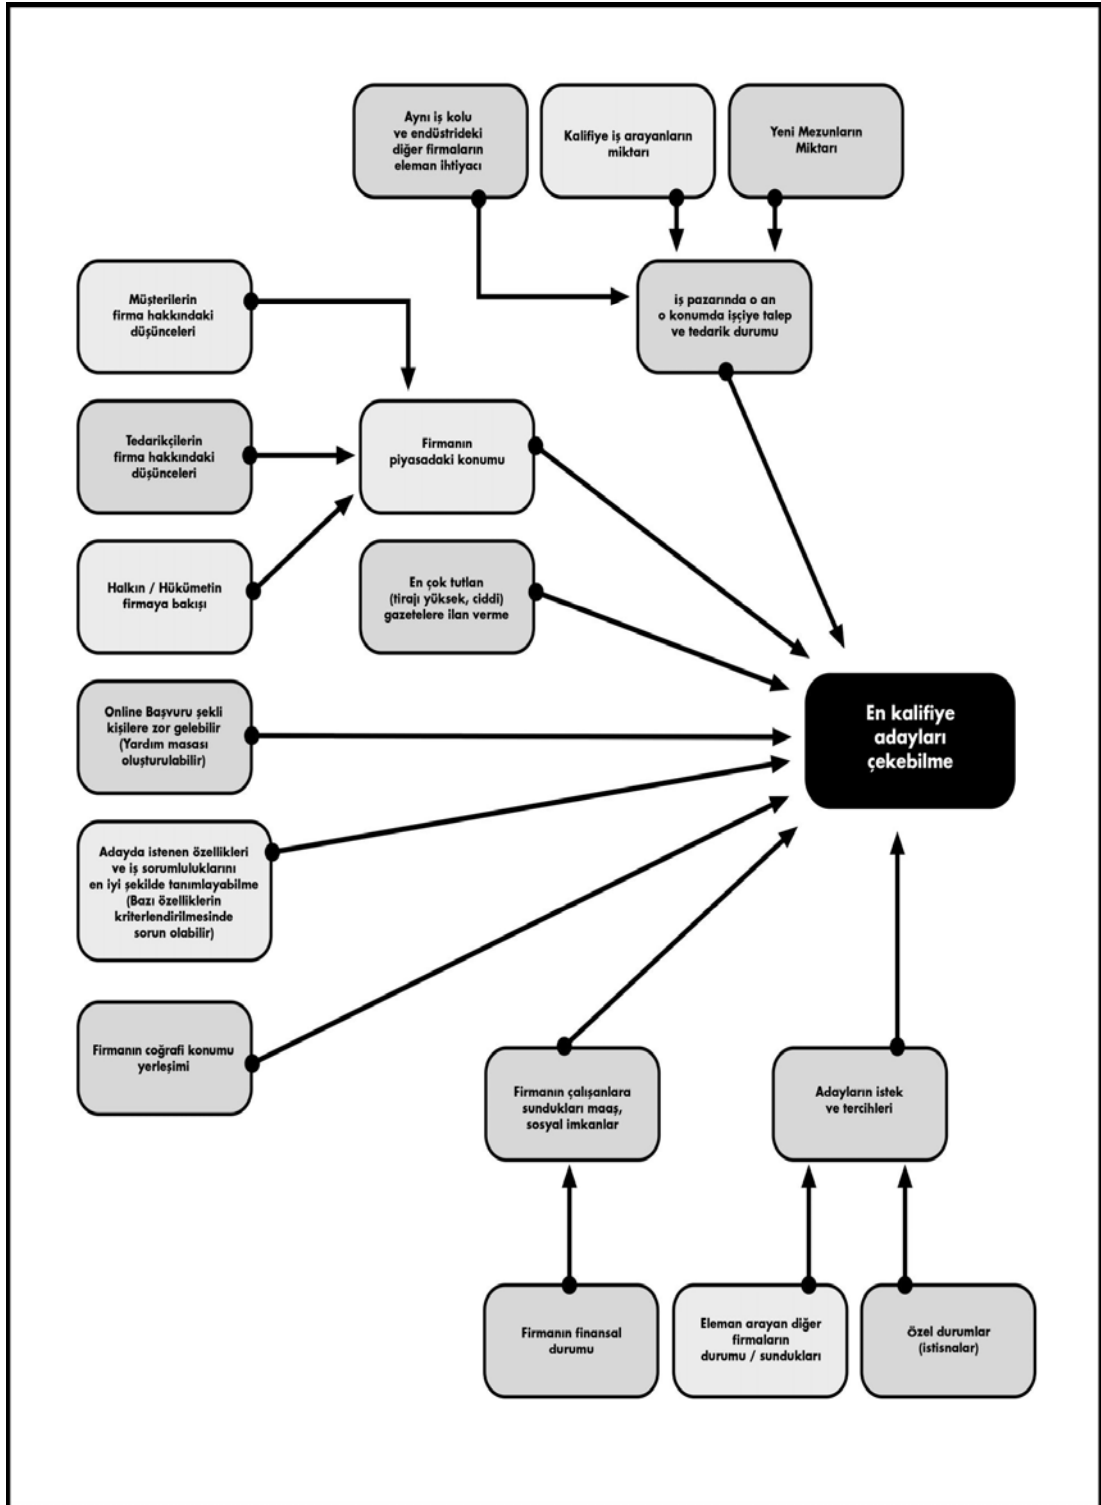 Aynı iş kolu
ve endüstrideki
diğer firmaların
eleman ihtiyacı
Kalifiye iş arayanların
miktarı
Yeni Mezunların
Miktarı
Müşterilerin
firma hakkındaki
düşünceleri
iş pazarında o an
o konumda işçiye talep
ve tedarik durumu
Tedarikçilerin
firma hakkındaki
düşünceleri
Firmanın
piyasadaki konumu
Halkın / Hükümetin
firmaya bakışı
En çok tutlan
(tirajı yüksek, ciddi)
gazetelere ilan verme
Online Başvuru şekli
kişilere zor gelebilir
(Yardım masası
oluşturulabilir)
En kalifiye
adayları
çekebilme
Adayda istenen özellikleri
ve iş sorumluluklarını
en iyi şekilde tanımlayabilme
(Bazı özelliklerin
kriterlendirilmesinde
sorun olabilir)
Firmanın coğrafi konumu
yerleşimi
Firmanın çalışanlara
sundukları maaş,
sosyal imkanlar
Adayların istek
ve tercihleri
Firmanın finansal
durumu
Eleman arayan diğer
firmaların
durumu / sundukları
Özel durumlar
(istisnalar)